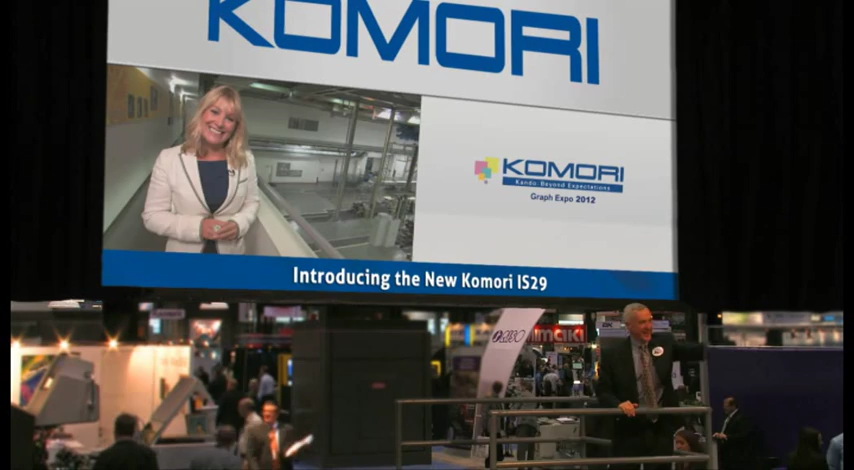 KOMORI
KOMORI
Kando: Beyond Expectations
Graph Expo 2012
Introducing the New Komori IS29